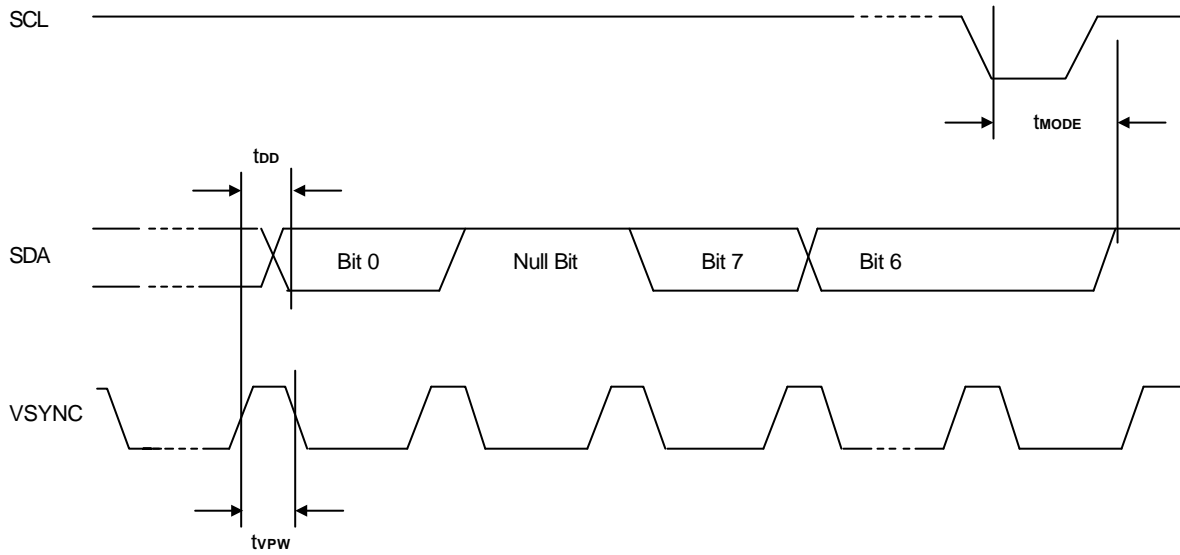 SCL
tMODE
tDD
SDA
Bit 0
Null Bit
Bit 7
Bit 6
VSYNC
tVPW